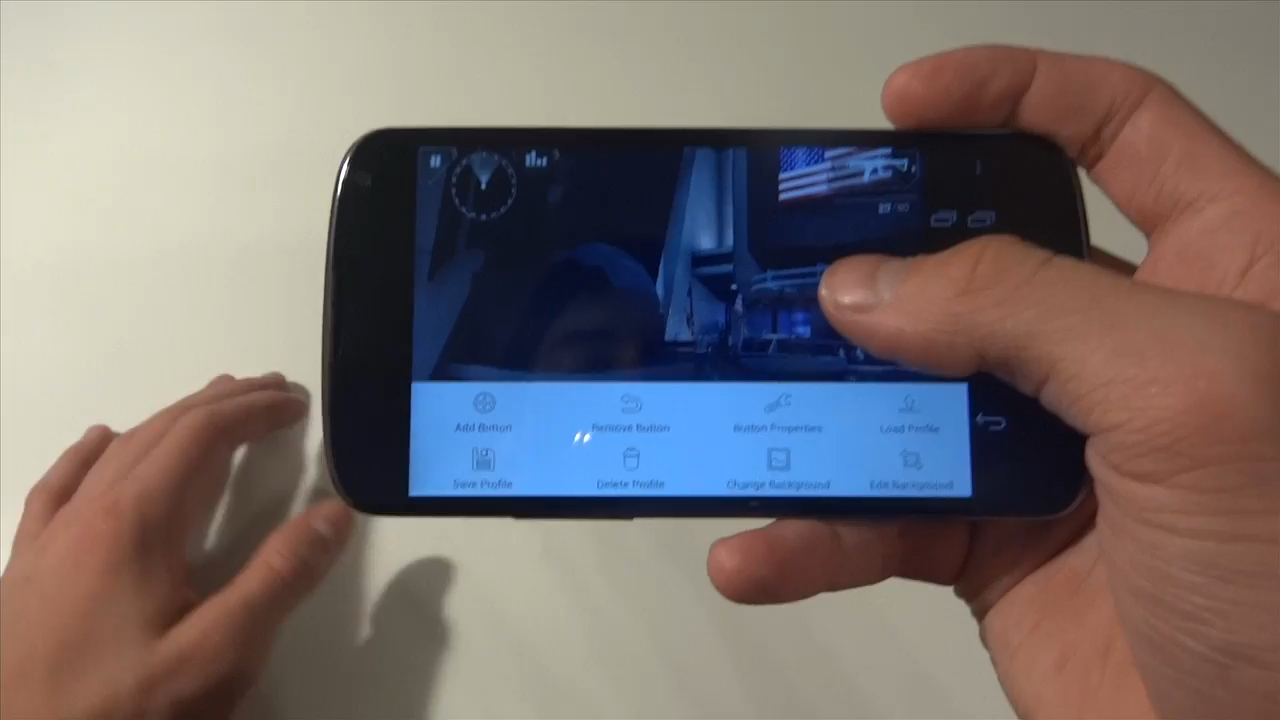 Add Button Remove Button Button Properties Load Profile
Save Profile Delete Profile Change Background Edit Background